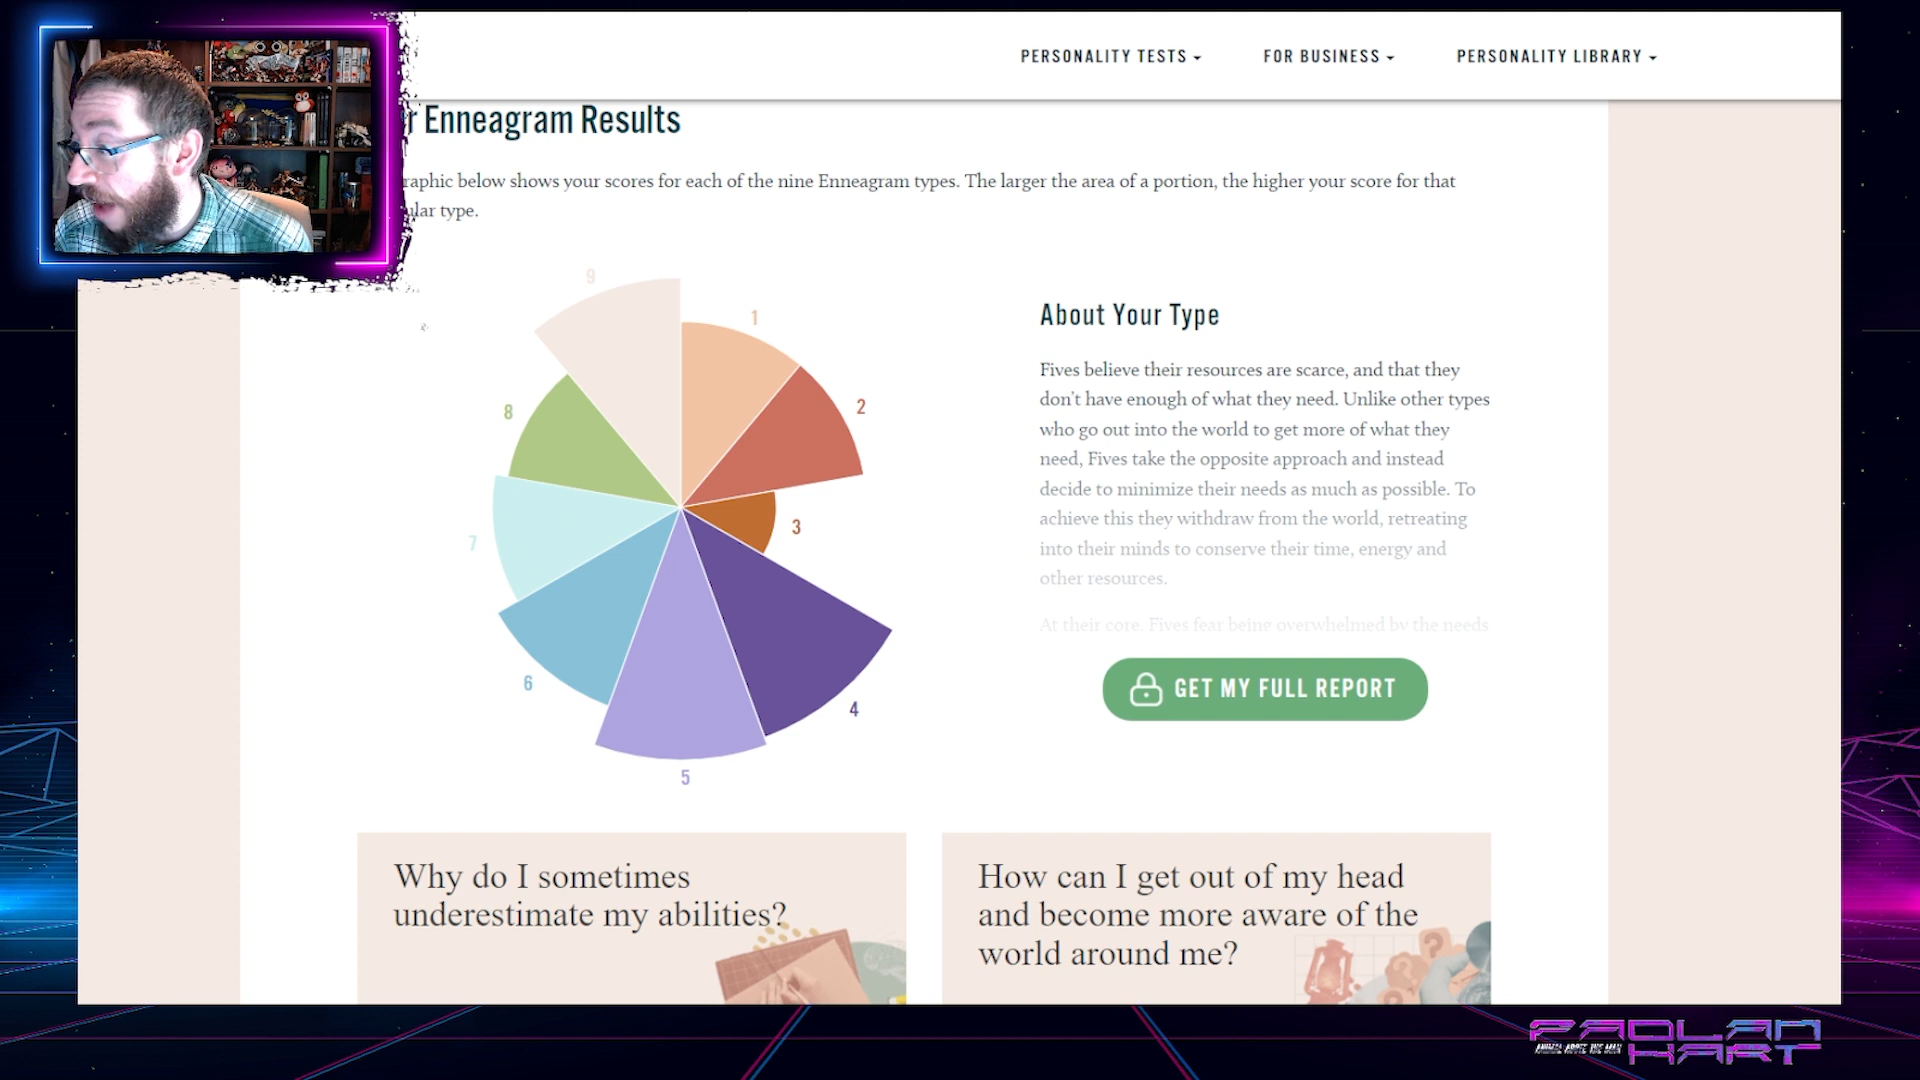 PERSONALITY TESTS
FOR BUSINESS
PERSONALITY LIBRARY
r Enneagram Results
raphic below shows your scores for each of the nine Enneagram types. The larger the area of a portion, the higher your score for that
ular type.
9
1
2
3
4
5
6
7
8
About Your Type
Fives believe their resources are scarce, and that they
don't have enough of what they need. Unlike other types
who go out into the world to get more of what they
need, Fives take the opposite approach and instead
decide to minimize their needs as much as possible. To
achieve this they withdraw from the world, retreating
into their minds to conserve their time, energy and
other resources.
At their core, Fives fear being overwhelmed by the needs
GET MY FULL REPORT
Why do I sometimes
underestimate my abilities?
How can I get out of my head
and become more aware of the
world around me?
PADLAN
HART